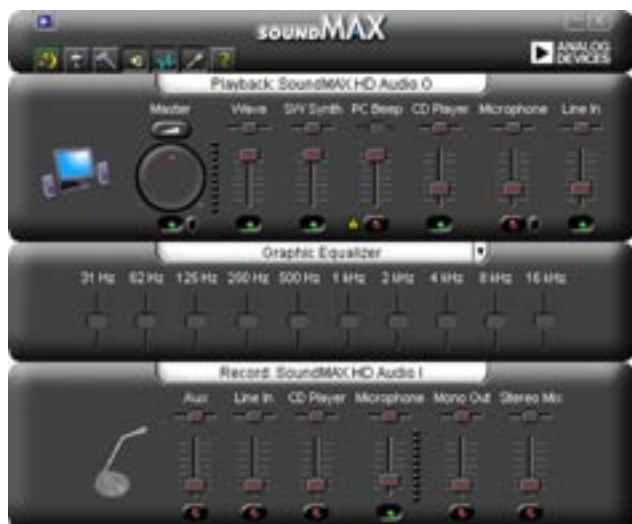 SOUNDMAX
ANALOG
DEVICES
Playback: SoundMAX HD Audio O
Master Wave SW Synth PC Beep CD Player Microphone Line In
Graphic Equalizer
31 Hz 62 Hz 125 Hz 250 Hz 500 Hz 1 kHz 2 kHz 4 kHz 8 kHz 16 kHz
Record: SoundMAX HD Audio I
Aux Line In CD Player Microphone Mono Out Stereo Mix